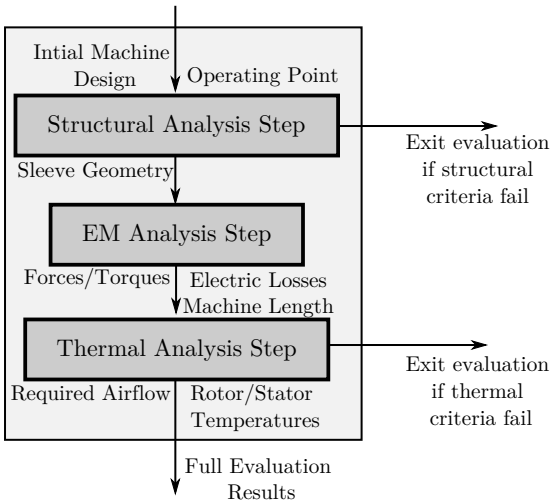 Intial Machine
Design
Operating Point
Structural Analysis Step
Exit evaluation
if structural
criteria fail
Sleeve Geometry
EM Analysis Step
Forces/Torques
Electric Losses
Machine Length
Thermal Analysis Step
Exit evaluation
if thermal
criteria fail
Required Airflow
Rotor/Stator
Temperatures
Full Evaluation
Results